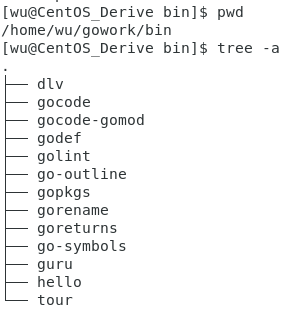 [wu@CentOS_Derive bin]$ pwd
/home/wu/gowork/bin
[wu@CentOS_Derive bin]$ tree -a
.
├── dlv
├── gocode
├── gocode-gomod
├── godef
├── golint
├── go-outline
├── gopkgs
├── gorename
├── goreturns
├── go-symbols
├── guru
├── hello
└── tour